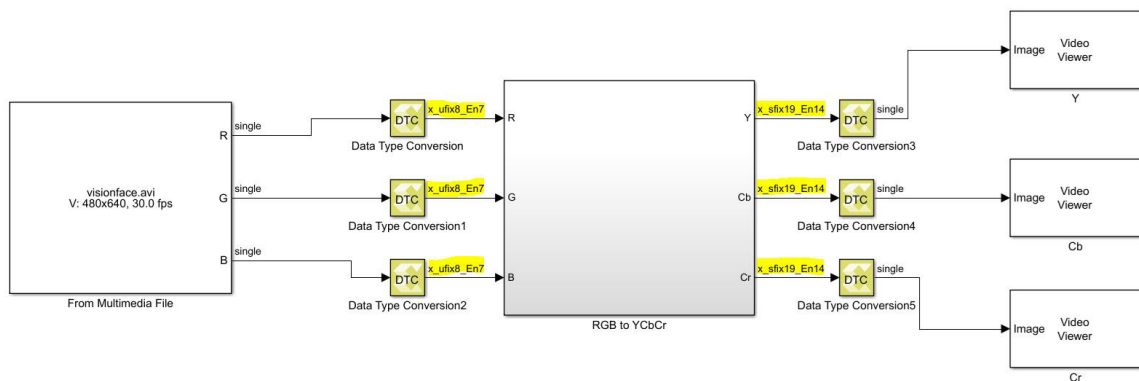 visionface.avi
V: 480x640, 30.0 fps
R
single
G
single
B
single
From Multimedia File
DTC
x_ufix8_En7
Data Type Conversion
DTC
x_ufix8_En7
Data Type Conversion1
DTC
x_ufix8_En7
Data Type Conversion2
R
G
B
Y
Cb
Cr
RGB to YCbCr
x_sfix19_En14
DTC
single
Data Type Conversion3
x_sfix19_En14
DTC
single
Data Type Conversion4
x_sfix19_En14
DTC
single
Data Type Conversion5
Image
Video
Viewer
Y
Image
Video
Viewer
Cb
Image
Video
Viewer
Cr